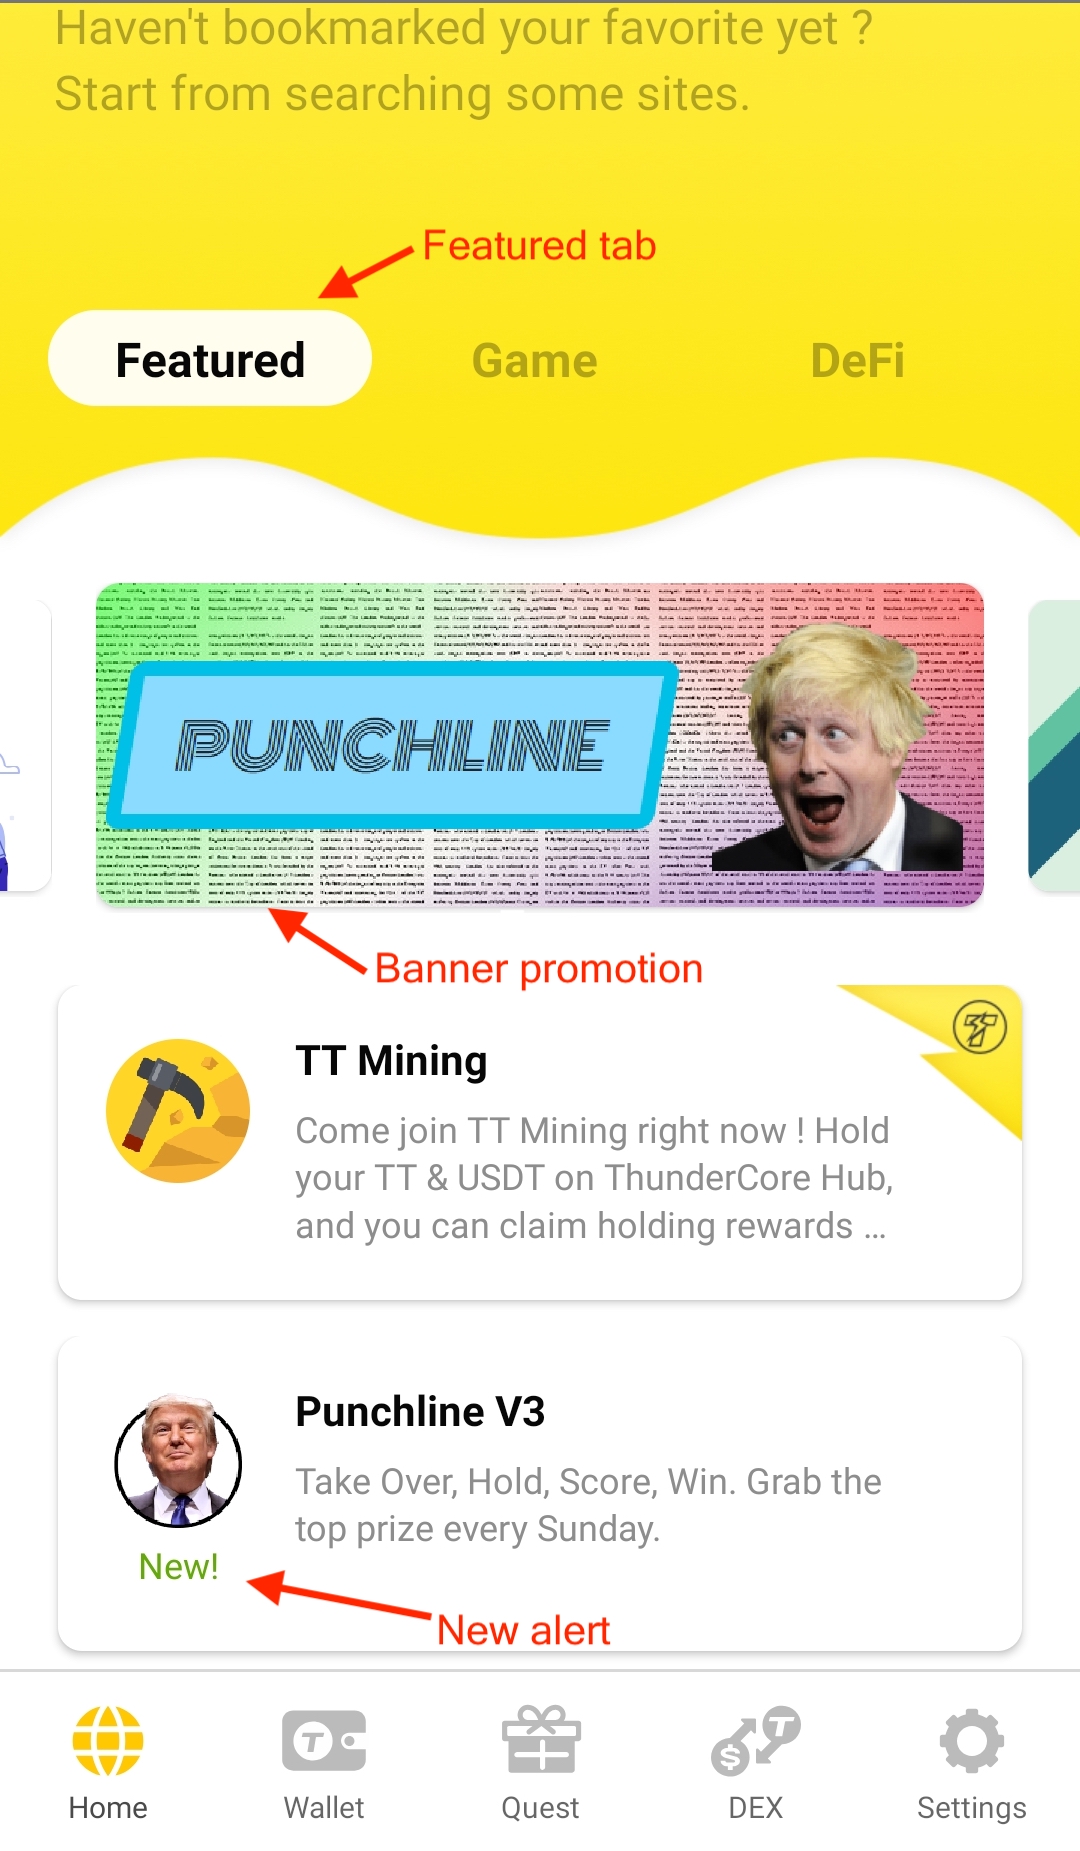 Haven't bookmarked your favorite yet ?
Start from searching some sites.
Featured tab
Featured
Game
DeFi
PUNCHLINE
Banner promotion
TT Mining
Come join TT Mining right now ! Hold
your TT & USDT on ThunderCore Hub,
and you can claim holding rewards ...
Punchline V3
Take Over, Hold, Score, Win. Grab the
top prize every Sunday.
New!
New alert
Home
Wallet
Quest
DEX
Settings